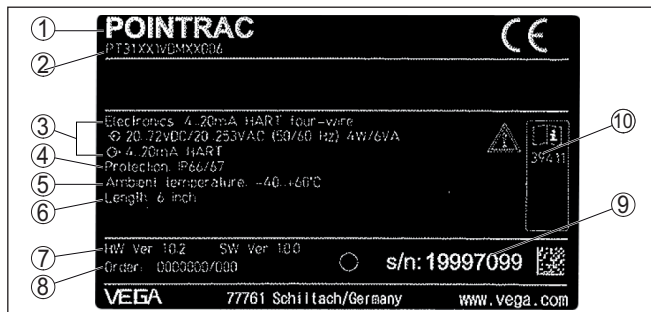 ① POINTRAC CE
② PT31XX1VDMXX006
③ Electronics: 4...20mA HART four-wire
20...72VDC/20...253VAC (50/60 Hz) 4W/6VA
4...20mA HART
④ Protection: IP66/67
⑤ Ambient temperature: -40...+60°C
⑥ Length 6 inch
⑩
39411
⑨
⑦ HW Ver 1.0.2 SW Ver 1.0.0
⑧ Order: 0000000/000 s/n: 19997099
VEGA 77761 Schiltach/Germany www.vega.com